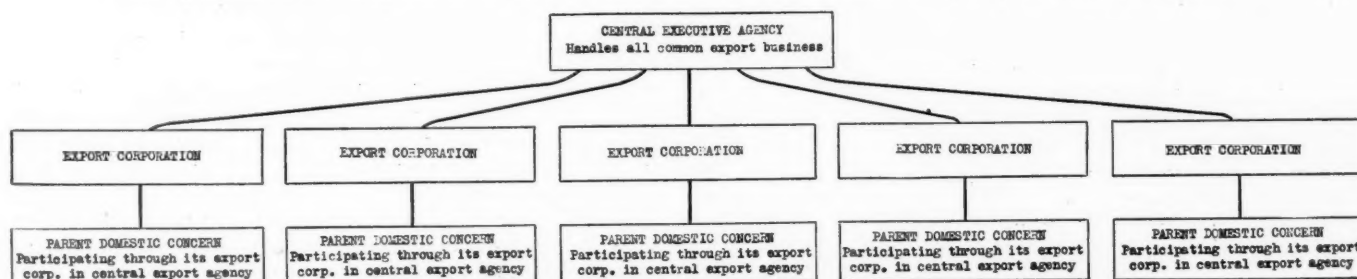 CENTRAL EXECUTIVE AGENCY
Handles all common export business
EXPORT CORPORATION
EXPORT CORPORATION
EXPORT CORPORATION
EXPORT CORPORATION
EXPORT CORPORATION
PARENT DOMESTIC CONCERN
Participating through its export
corp. in central export agency
PARENT DOMESTIC CONCERN
Participating through its export
corp. in central export agency
PARENT DOMESTIC CONCERN
Participating through its export
corp. in central export agency
PARENT DOMESTIC CONCERN
Participating through its export
corp. in central export agency
PARENT DOMESTIC CONCERN
Participating through its export
corp. in central export agency